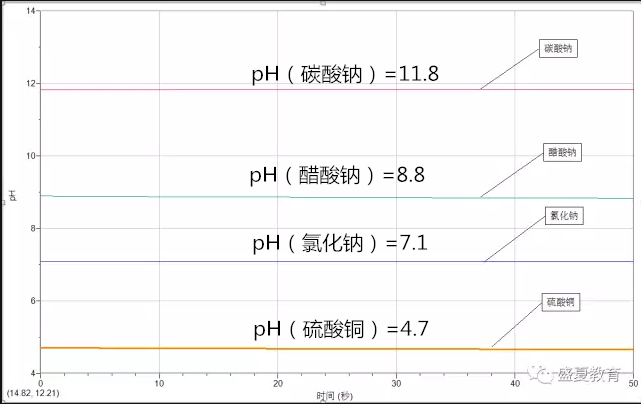 14
碳酸钠
12
pH（碳酸钠）=11.8
10
醋酸钠
pH（醋酸钠）=8.8
pH
8
氯化钠
pH（氯化钠）=7.1
6
硫酸铜
pH（硫酸铜）=4.7
盛夏教育
4
0 10 20 30 40 50
(14.82, 12.21)
时间 (秒)